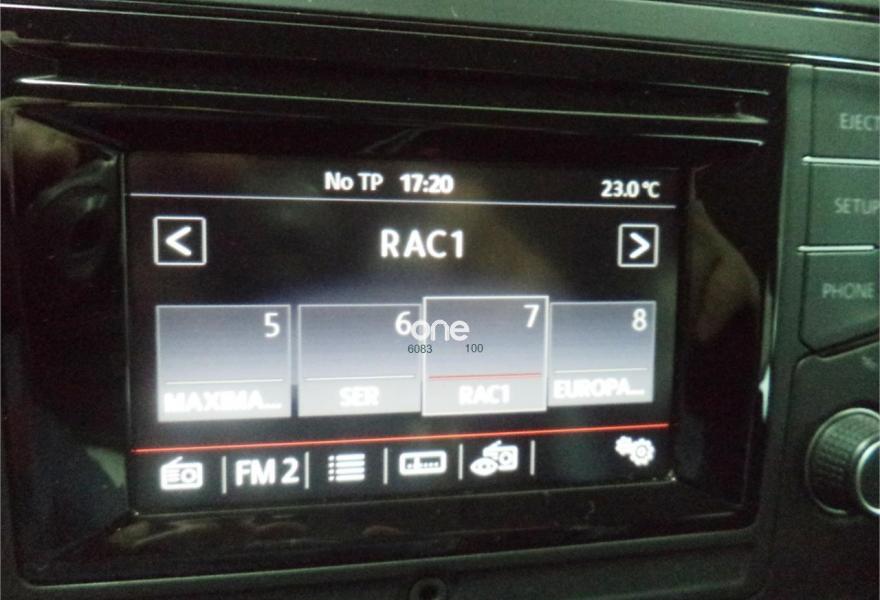 EJECT
No TP 17:20 23.0°C
SETUP
< RAC1 >
PHONE
5 6 7 8
one
6083 100
MAXIMA... SER RAC1 EUROPA...
FM 2